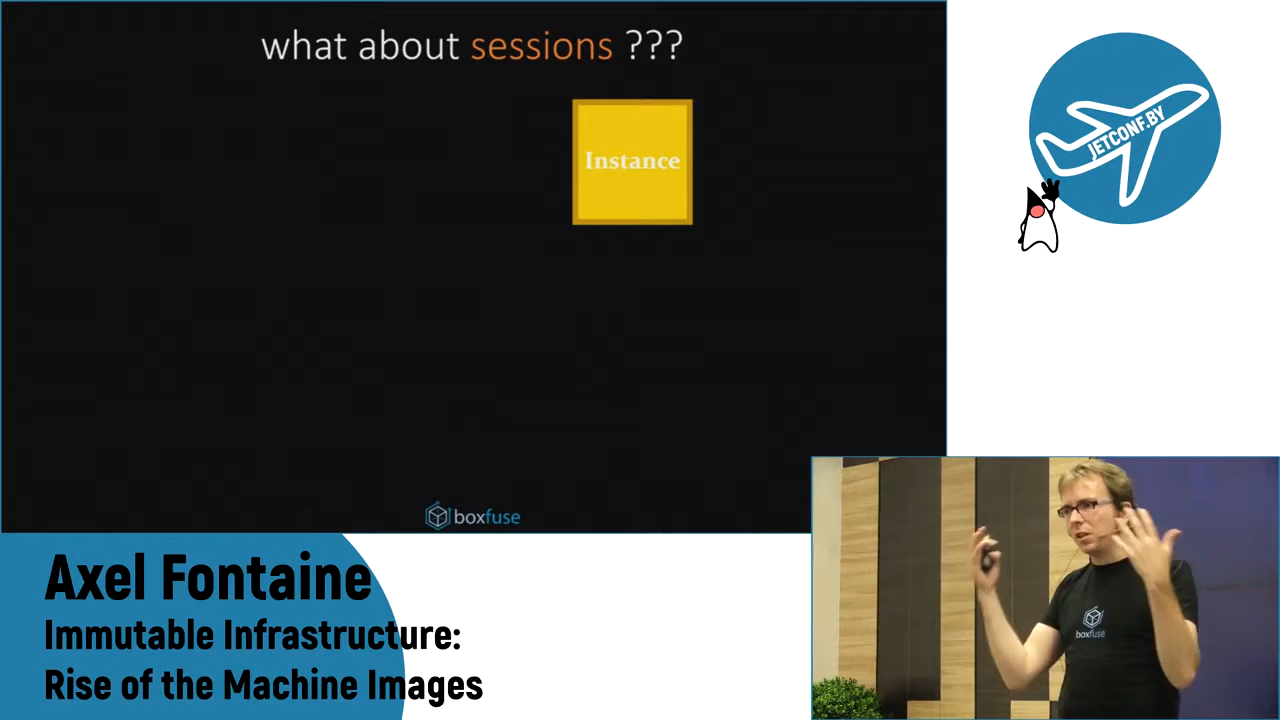 what about sessions ???
Instance
boxfuse
JETCONF.BY
boxfuse
Axel Fontaine
Immutable Infrastructure:
Rise of the Machine Images